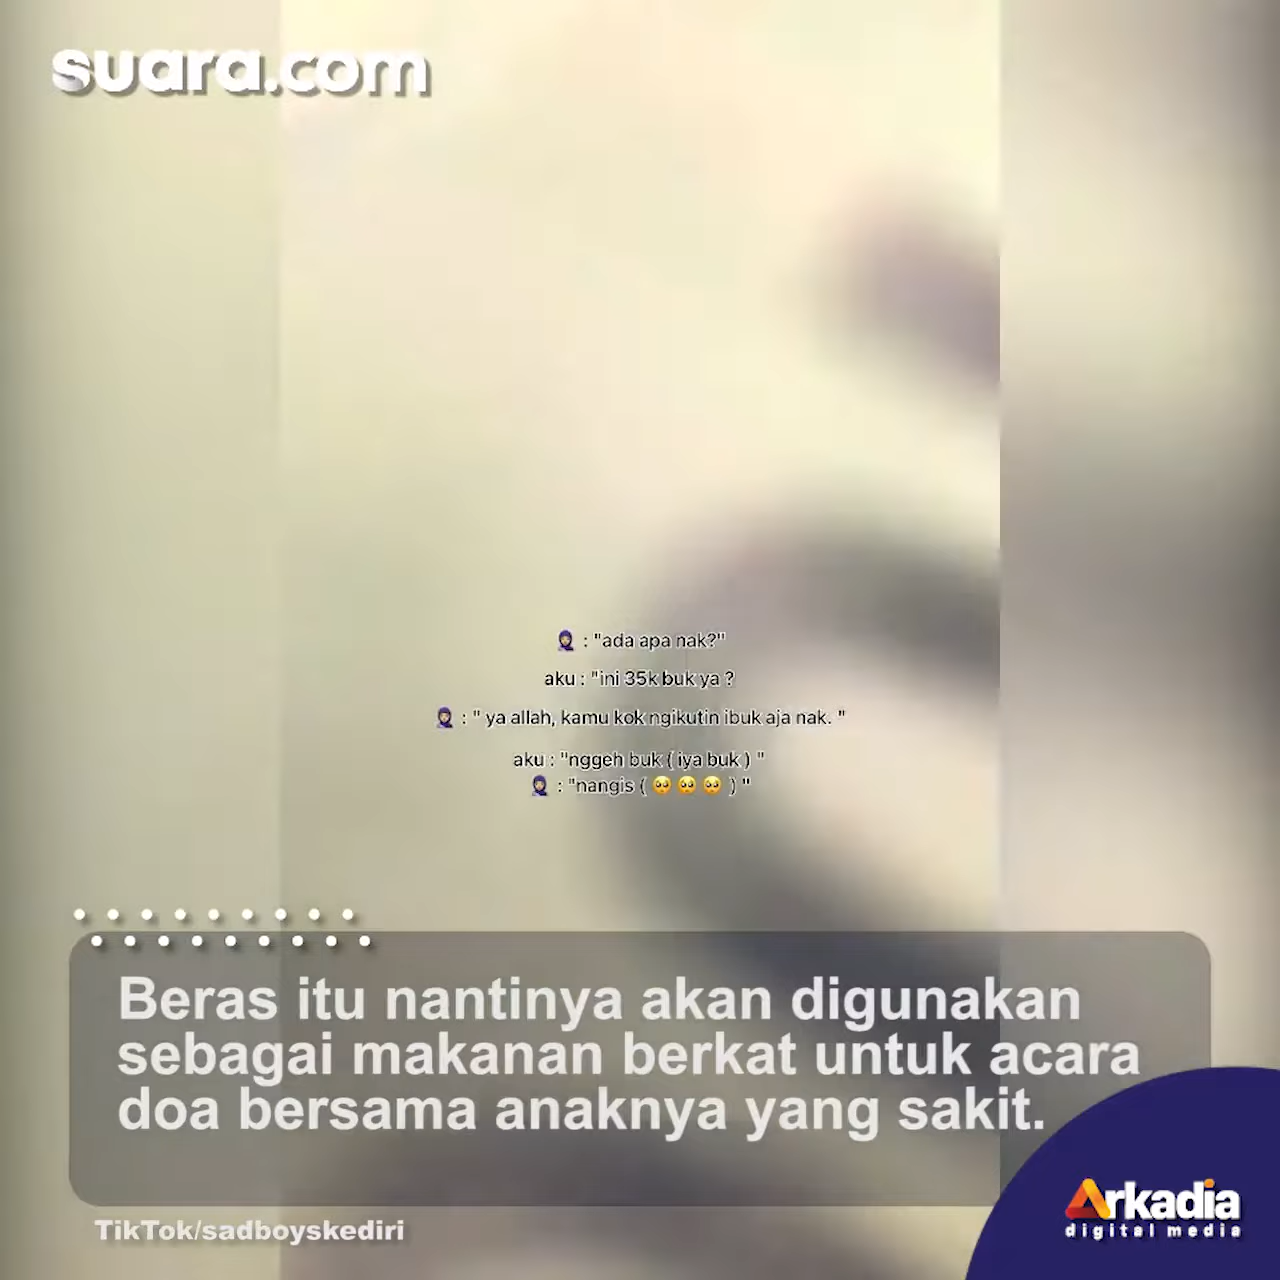 suara.com
🧕🏼 : "ada apa nak?"
aku : "ini 35k buk ya ?
🧕🏼 : " ya allah, kamu kok ngikutin ibuk aja nak. "
aku : "nggeh buk ( iya buk ) "
🧕🏼 : "nangis ( 🥺 🥺 🥺 ) "
Beras itu nantinya akan digunakan
sebagai makanan berkat untuk acara
doa bersama anaknya yang sakit.
TikTok/sadboyskediri
Arkadia
digital media